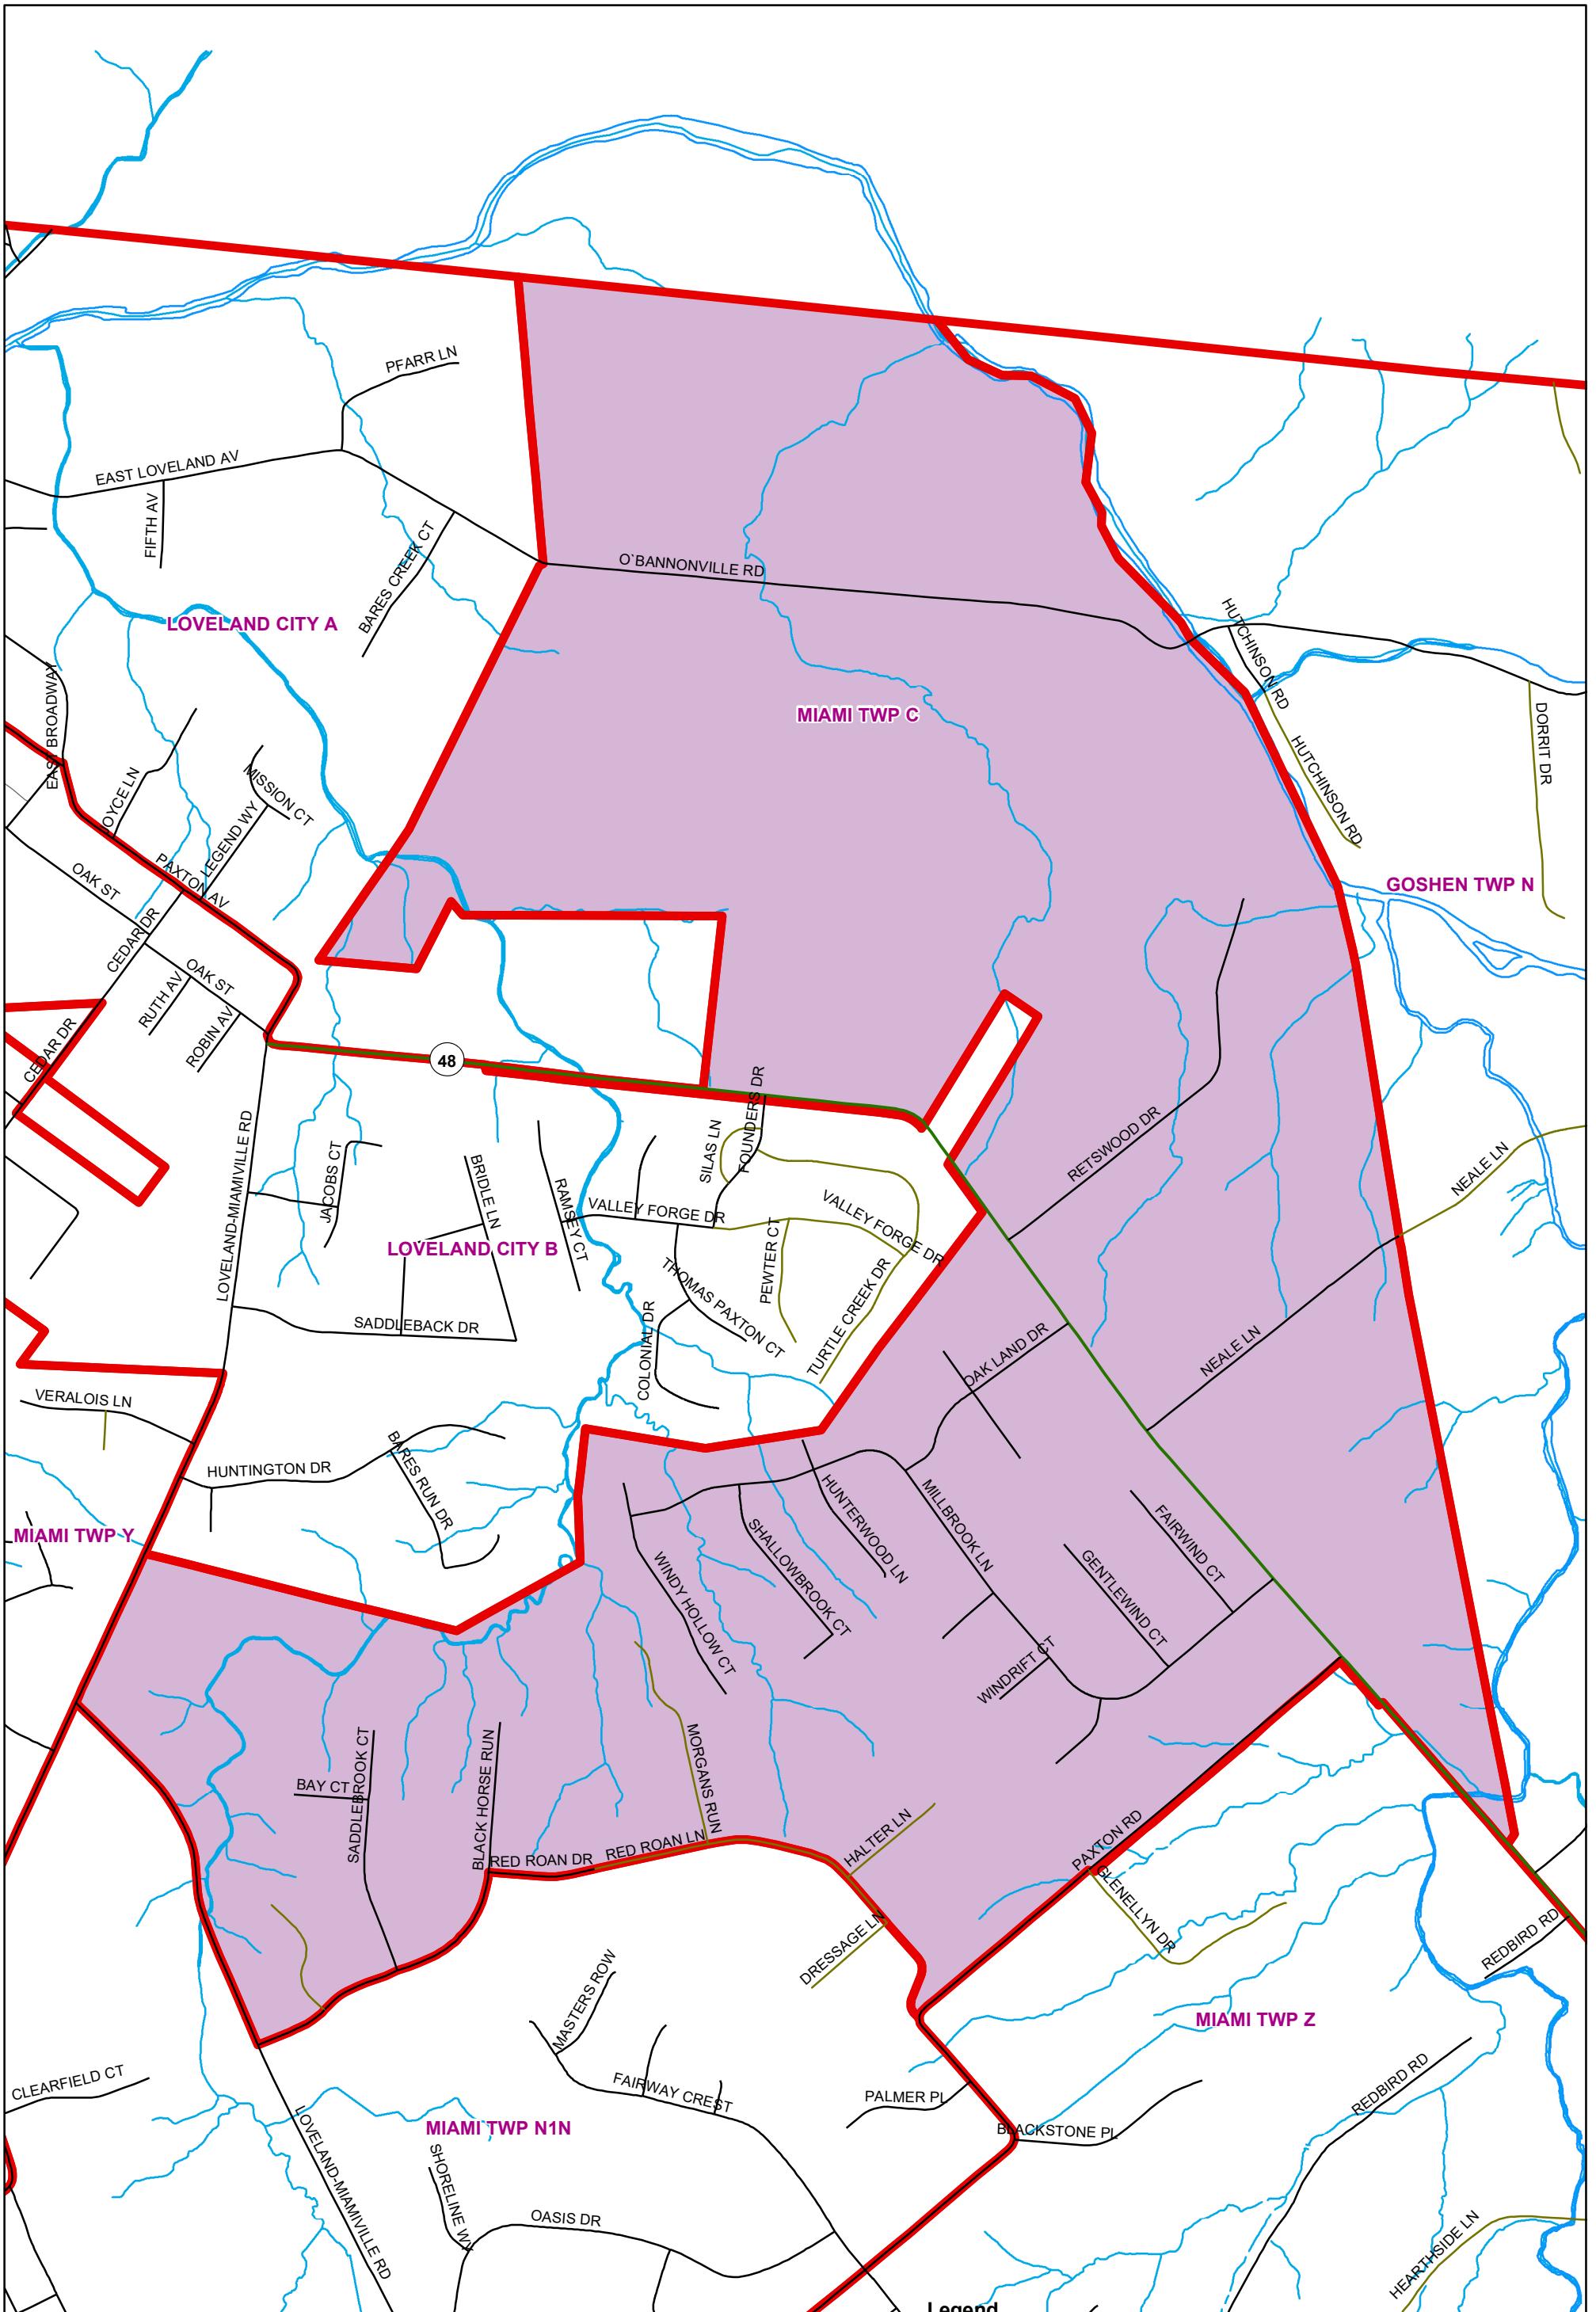 PFARR LN
EAST LOVELAND AV
FIFTH AV
BARES CREEK CT
O`BANNONVILLE RD
LOVELAND CITY A
HUTCHINSON RD
EAST BROADWAY
MIAMI TWP C
DORRIT DR
HUTCHINSON RD
MISSION CT
OYCE LN
LEGEND WY
PAXTON AV
OAK ST
GOSHEN TWP N
CEDAR DR
OAK ST
RUTH AV
ROBIN AV
CEDAR DR
48
FOUNDERS DR
SILAS LN
RETSWOOD DR
NEALE LN
LOVELAND-MIAMIVILLE RD
JACOBS CT
BRIDLE LN
RAMSEY CT
VALLEY FORGE DR
VALLEY FORGE DR
LOVELAND CITY B
PEWTER CT
THOMAS PAXTON CT
TURTLE CREEK DR
SADDLEBACK DR
COLONIAL DR
OAK LAND DR
NEALE LN
VERALOIS LN
HUNTINGTON DR
BARES RUN DR
HUNTERWOOD LN
MILLBROOK LN
FAIRWIND CT
MIAMI TWP Y
SHALLOWBROOK CT
WINDY HOLLOW CT
GENTLEWIND CT
WINDRIFT CT
SADDLEBROOK CT
BAY CT
BLACK HORSE RUN
MORGANS RUN
RED ROAN DR
RED ROAN LN
HALTER LN
PAXTON RD
GLENELLYN DR
DRESSAGE LN
REDBIRD RD
MASTERS ROW
MIAMI TWP Z
CLEARFIELD CT
FAIRWAY CREST
PALMER PL
REDBIRD RD
BLACKSTONE PL
MIAMI TWP N1N
LOVELAND-MIAMIVILLE RD
SHORELINE WY
OASIS DR
HEARTHSIDE LN
Legend